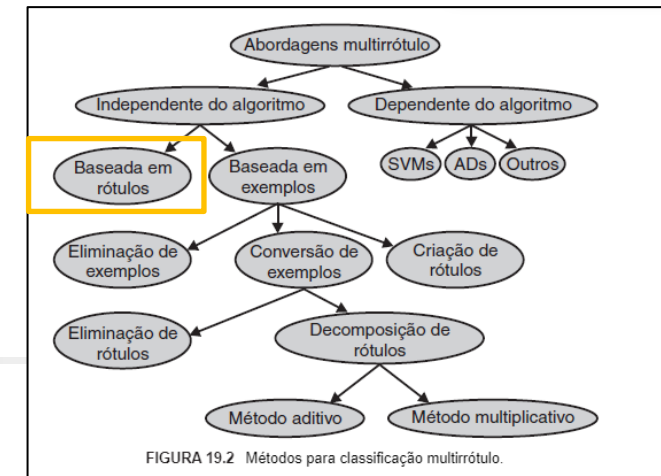 Abordagens multirrótulo
Independente do algoritmo
Dependente do algoritmo
Baseada em
rótulos
Baseada em
exemplos
SVMs
ADs
Outros
Eliminação de
exemplos
Conversão de
exemplos
Criação de
rótulos
Eliminação de
rótulos
Decomposição de
rótulos
Método aditivo
Método multiplicativo
FIGURA 19.2 Métodos para classificação multirrótulo.